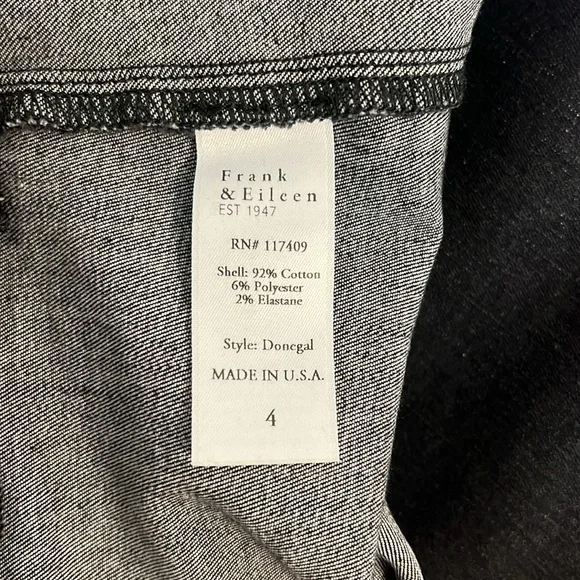 Frank
& Eileen
EST 1947
RN# 117409
Shell: 92% Cotton
6% Polyester
2% Elastane
Style: Donegal
MADE IN U.S.A.
4